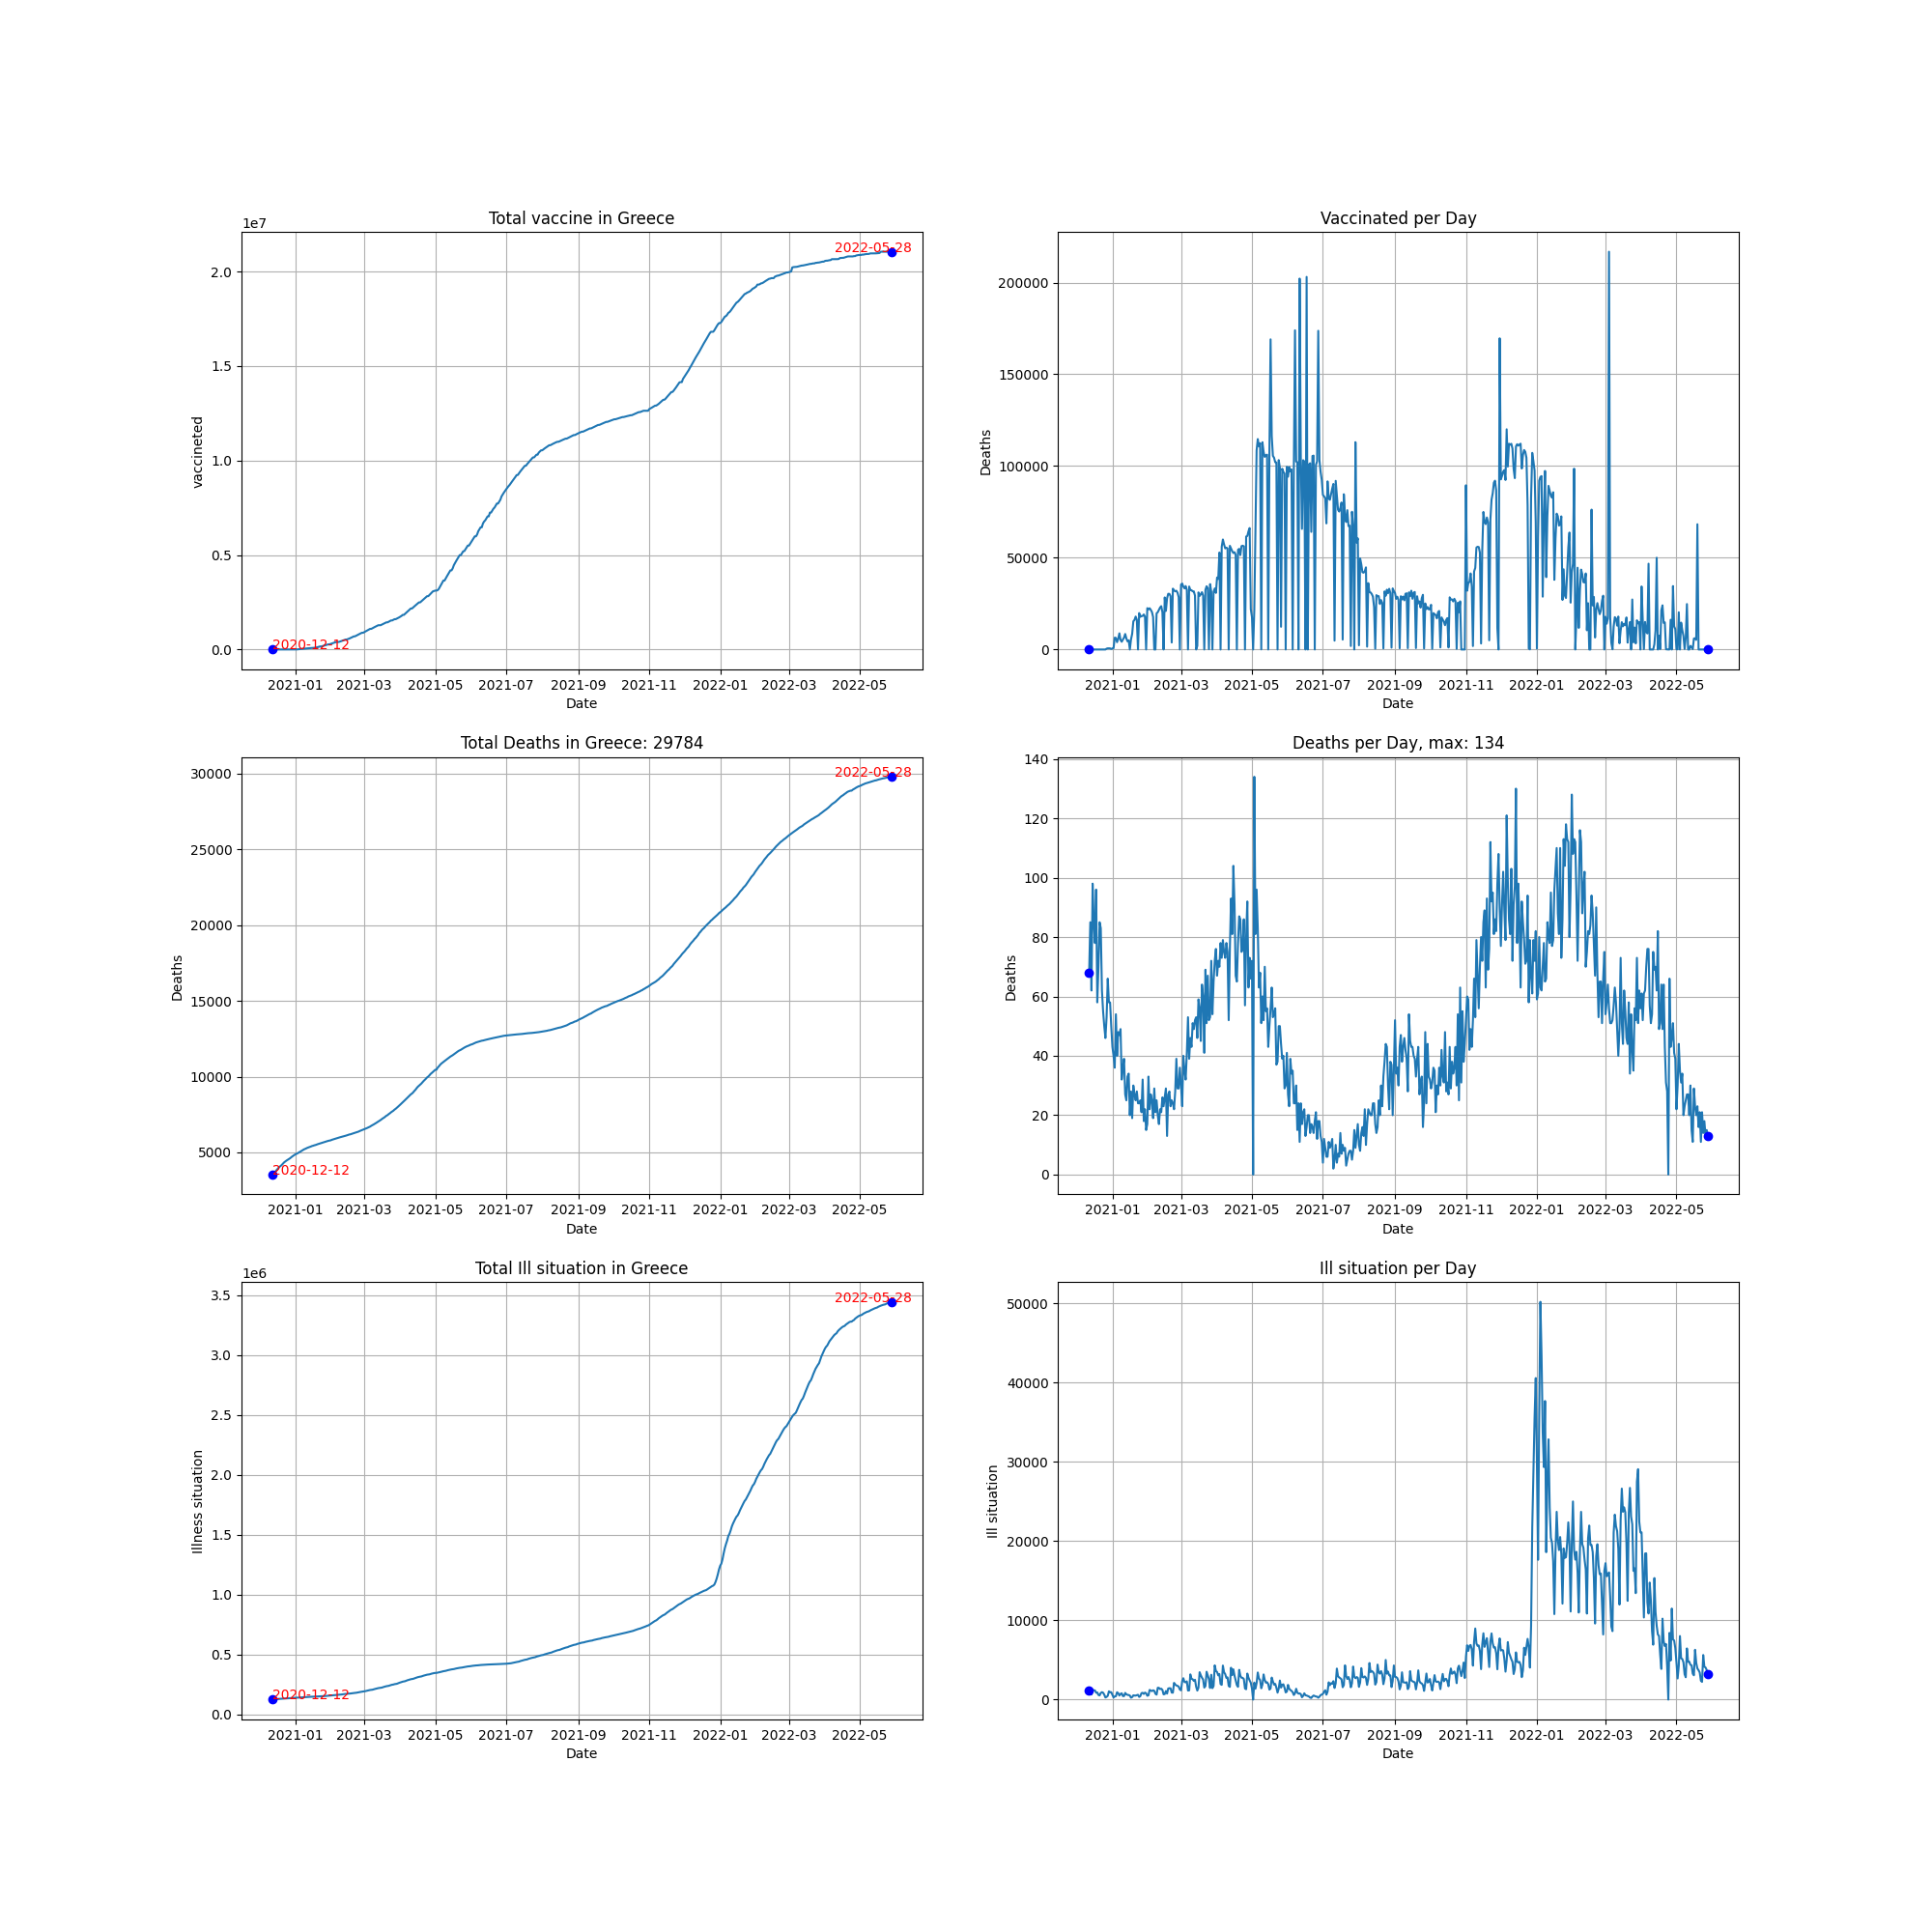 Total vaccine in Greece
1e7
2.0
1.5
1.0
0.5
0.0
vaccineted
2020-12-12
2022-05-28
2021-01 2021-03 2021-05 2021-07 2021-09 2021-11 2022-01 2022-03 2022-05
Date
Vaccinated per Day
200000
150000
100000
50000
0
Deaths
2021-01 2021-03 2021-05 2021-07 2021-09 2021-11 2022-01 2022-03 2022-05
Date
Total Deaths in Greece: 29784
30000
25000
20000
15000
10000
5000
Deaths
2020-12-12
2022-05-28
2021-01 2021-03 2021-05 2021-07 2021-09 2021-11 2022-01 2022-03 2022-05
Date
Deaths per Day, max: 134
140
120
100
80
60
40
20
0
Deaths
2021-01 2021-03 2021-05 2021-07 2021-09 2021-11 2022-01 2022-03 2022-05
Date
Total Ill situation in Greece
1e6
3.5
3.0
2.5
2.0
1.5
1.0
0.5
0.0
Illness situation
2020-12-12
2022-05-28
2021-01 2021-03 2021-05 2021-07 2021-09 2021-11 2022-01 2022-03 2022-05
Date
Ill situation per Day
50000
40000
30000
20000
10000
0
Ill situation
2021-01 2021-03 2021-05 2021-07 2021-09 2021-11 2022-01 2022-03 2022-05
Date